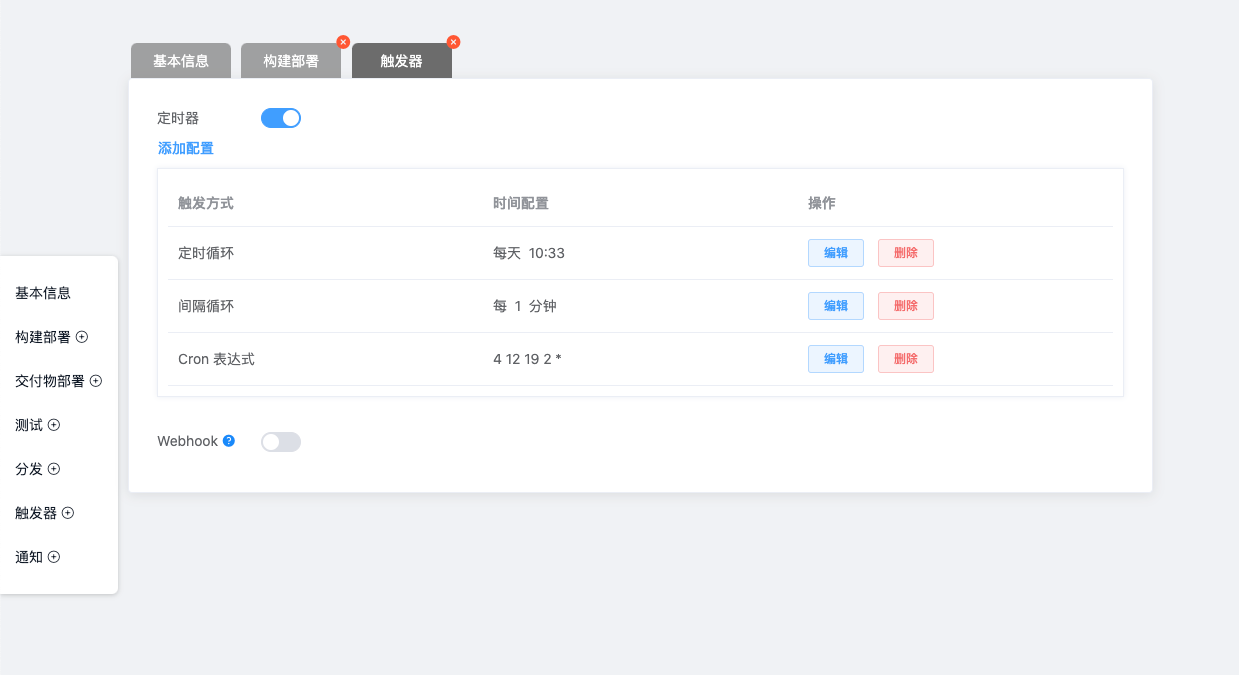 基本信息 构建部署 触发器
定时器
添加配置
触发方式 时间配置 操作
定时循环 每天 10:33 编辑 删除
间隔循环 每 1 分钟 编辑 删除
Cron 表达式 4 12 19 2 * 编辑 删除
Webhook ?
基本信息
构建部署
交付物部署
测试
分发
触发器
通知